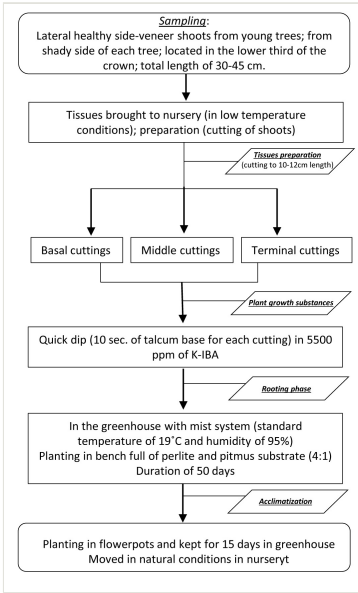 Sampling:
Lateral healthy side-veneer shoots from young trees; from
shady side of each tree; located in the lower third of the
crown; total length of 30-45 cm.
Tissues brought to nursery (in low temperature
conditions); preparation (cutting of shoots)
Tissues preparation
(cutting to 10-12cm length)
Basal cuttings
Middle cuttings
Terminal cuttings
Plant growth substances
Quick dip (10 sec. of talcum base for each cutting) in 5500
ppm of K-IBA
Rooting phase
In the greenhouse with mist system (standard
temperature of 19˚C and humidity of 95%)
Planting in bench full of perlite and pitmus substrate (4:1)
Duration of 50 days
Acclimatization
Planting in flowerpots and kept for 15 days in greenhouse
Moved in natural conditions in nurseryt